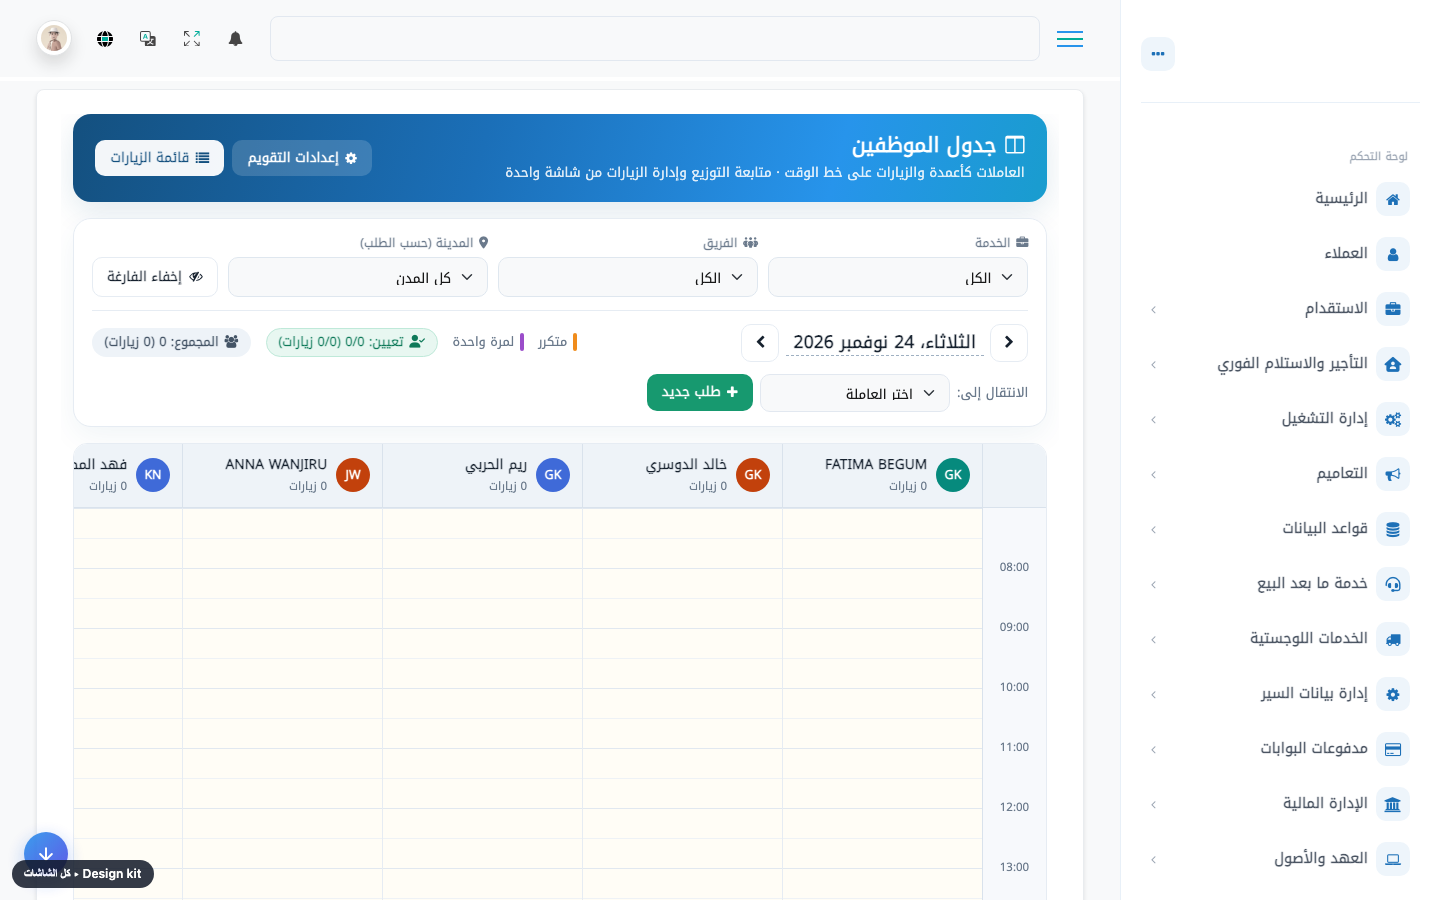 لوحة التحكم
الرئيسية
العملاء
الاستقدام
التأجير والاستلام الفوري
إدارة التشغيل
التعاميم
قواعد البيانات
خدمة ما بعد البيع
الخدمات اللوجستية
إدارة بيانات السير
مدفوعات البوابات
الإدارة المالية
العهد والأصول
جدول الموظفين
العاملات كأعمدة والزيارات على خط الوقت · متابعة التوزيع وإدارة الزيارات من شاشة واحدة
إعدادات التقويم
قائمة الزيارات
الخدمة
الفريق
المدينة (حسب الطلب)
الكل
الكل
كل المدن
إخفاء الفارغة
الثلاثاء، 24 نوفمبر 2026
متكرر
لمرة واحدة
تعيين: 0/0 (0/0 زيارات)
المجموع: 0 (0 زيارات)
الانتقال إلى:
اختر العاملة
طلب جديد
GK FATIMA BEGUM
0 زيارات
GK خالد الدوسري
0 زيارات
GK ريم الحربي
0 زيارات
JW ANNA WANJIRU
0 زيارات
KN فهد المط
0 زيارات
08:00
09:00
10:00
11:00
12:00
13:00
Design kit ▸ كل الشاشات